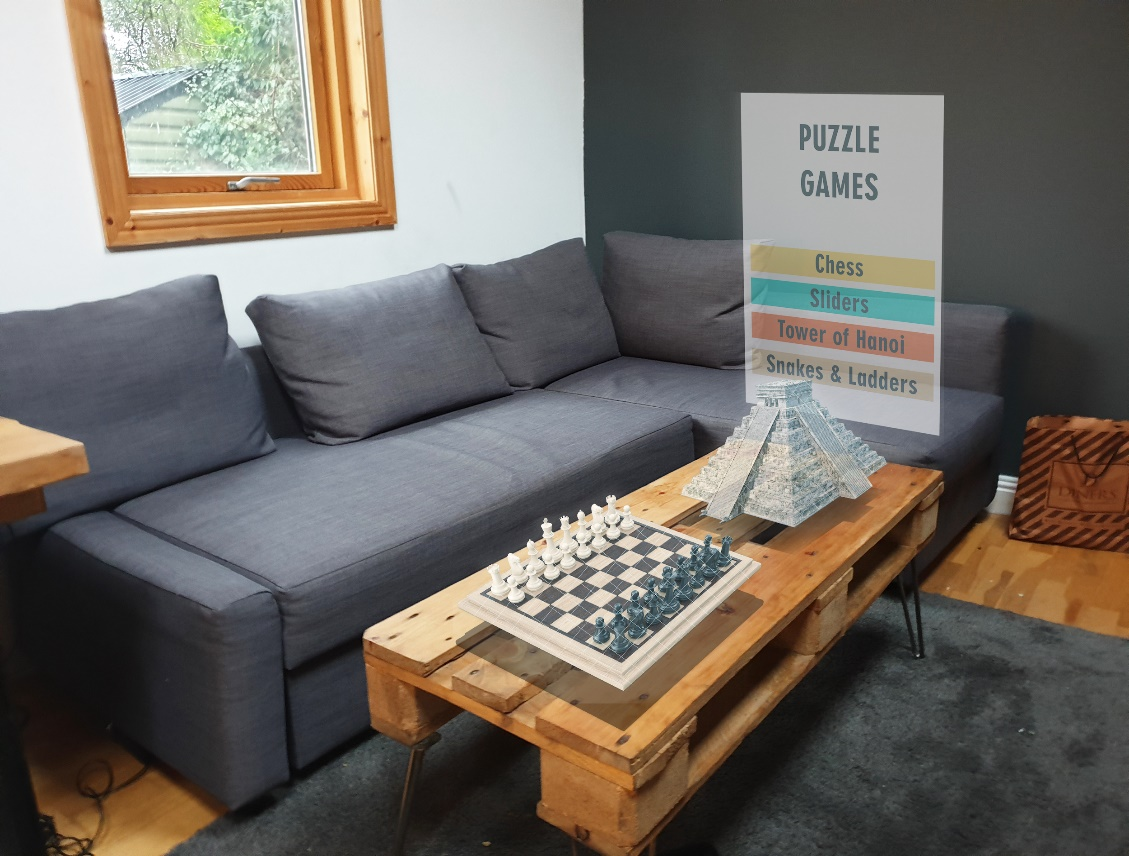 PUZZLE
GAMES
Chess
Sliders
Tower of Hanoi
Snakes & Ladders